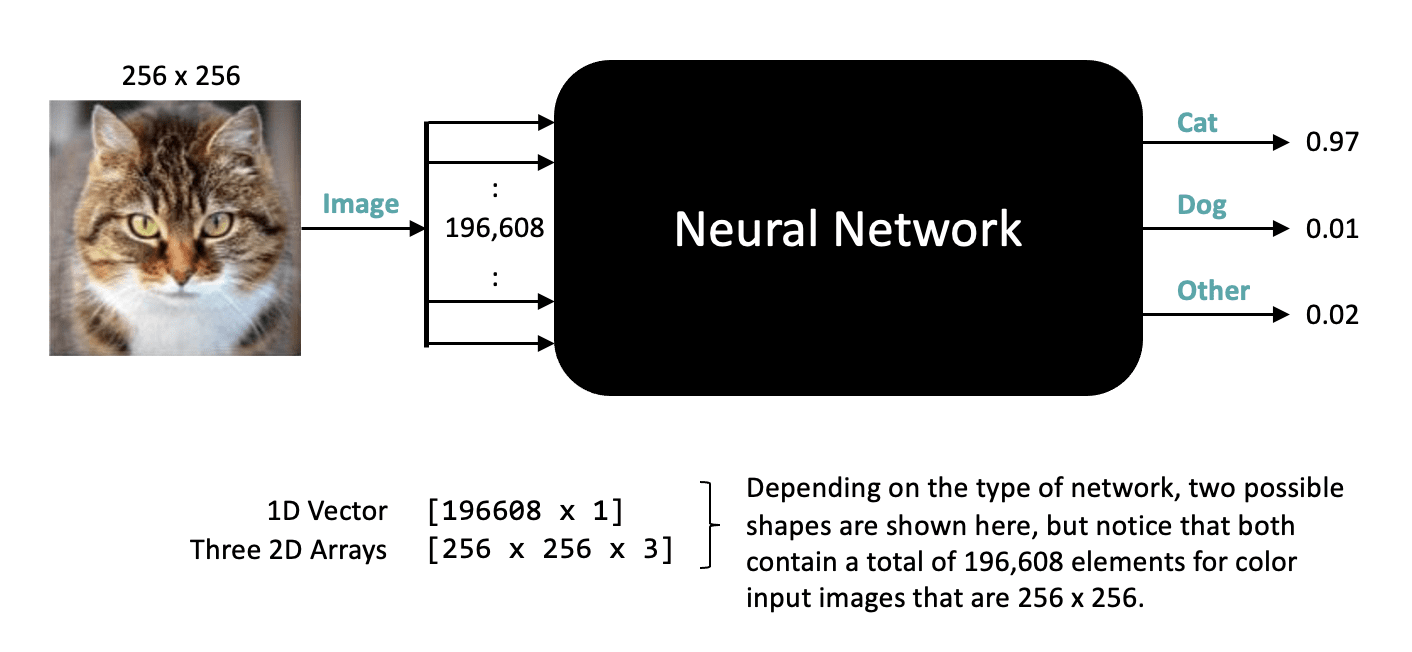 256 x 256
Image
:
196,608
:
Neural Network
Cat
0.97
Dog
0.01
Other
0.02
1D Vector [196608 x 1]
Three 2D Arrays [256 x 256 x 3]
Depending on the type of network, two possible
shapes are shown here, but notice that both
contain a total of 196,608 elements for color
input images that are 256 x 256.